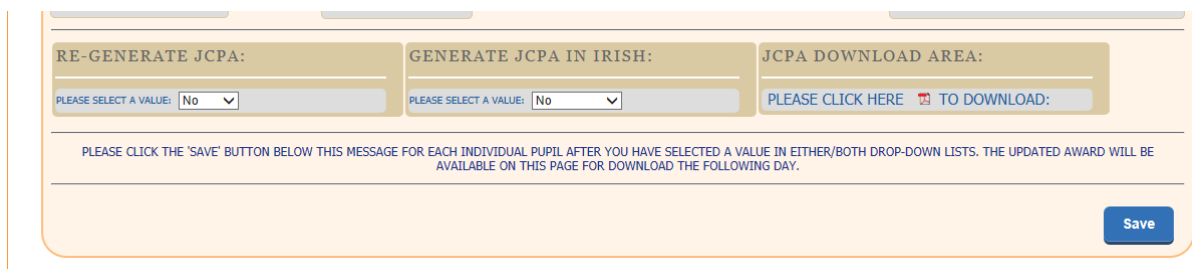 RE-GENERATE JCPA:
GENERATE JCPA IN IRISH:
JCPA DOWNLOAD AREA:
PLEASE SELECT A VALUE: No
PLEASE SELECT A VALUE: No
PLEASE CLICK HERE TO DOWNLOAD:
PLEASE CLICK THE 'SAVE' BUTTON BELOW THIS MESSAGE FOR EACH INDIVIDUAL PUPIL AFTER YOU HAVE SELECTED A VALUE IN EITHER/BOTH DROP-DOWN LISTS. THE UPDATED AWARD WILL BE
AVAILABLE ON THIS PAGE FOR DOWNLOAD THE FOLLOWING DAY.
Save